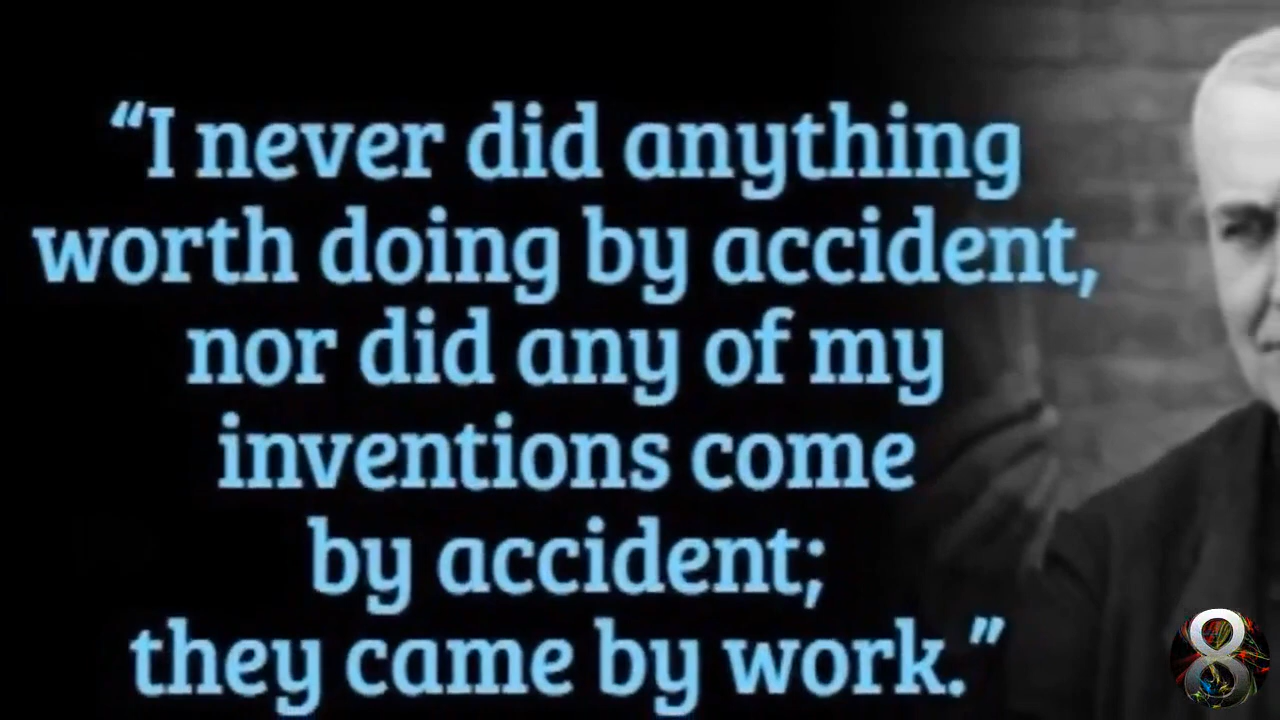 “I never did anything
worth doing by accident,
nor did any of my
inventions come
by accident;
they came by work.”
8